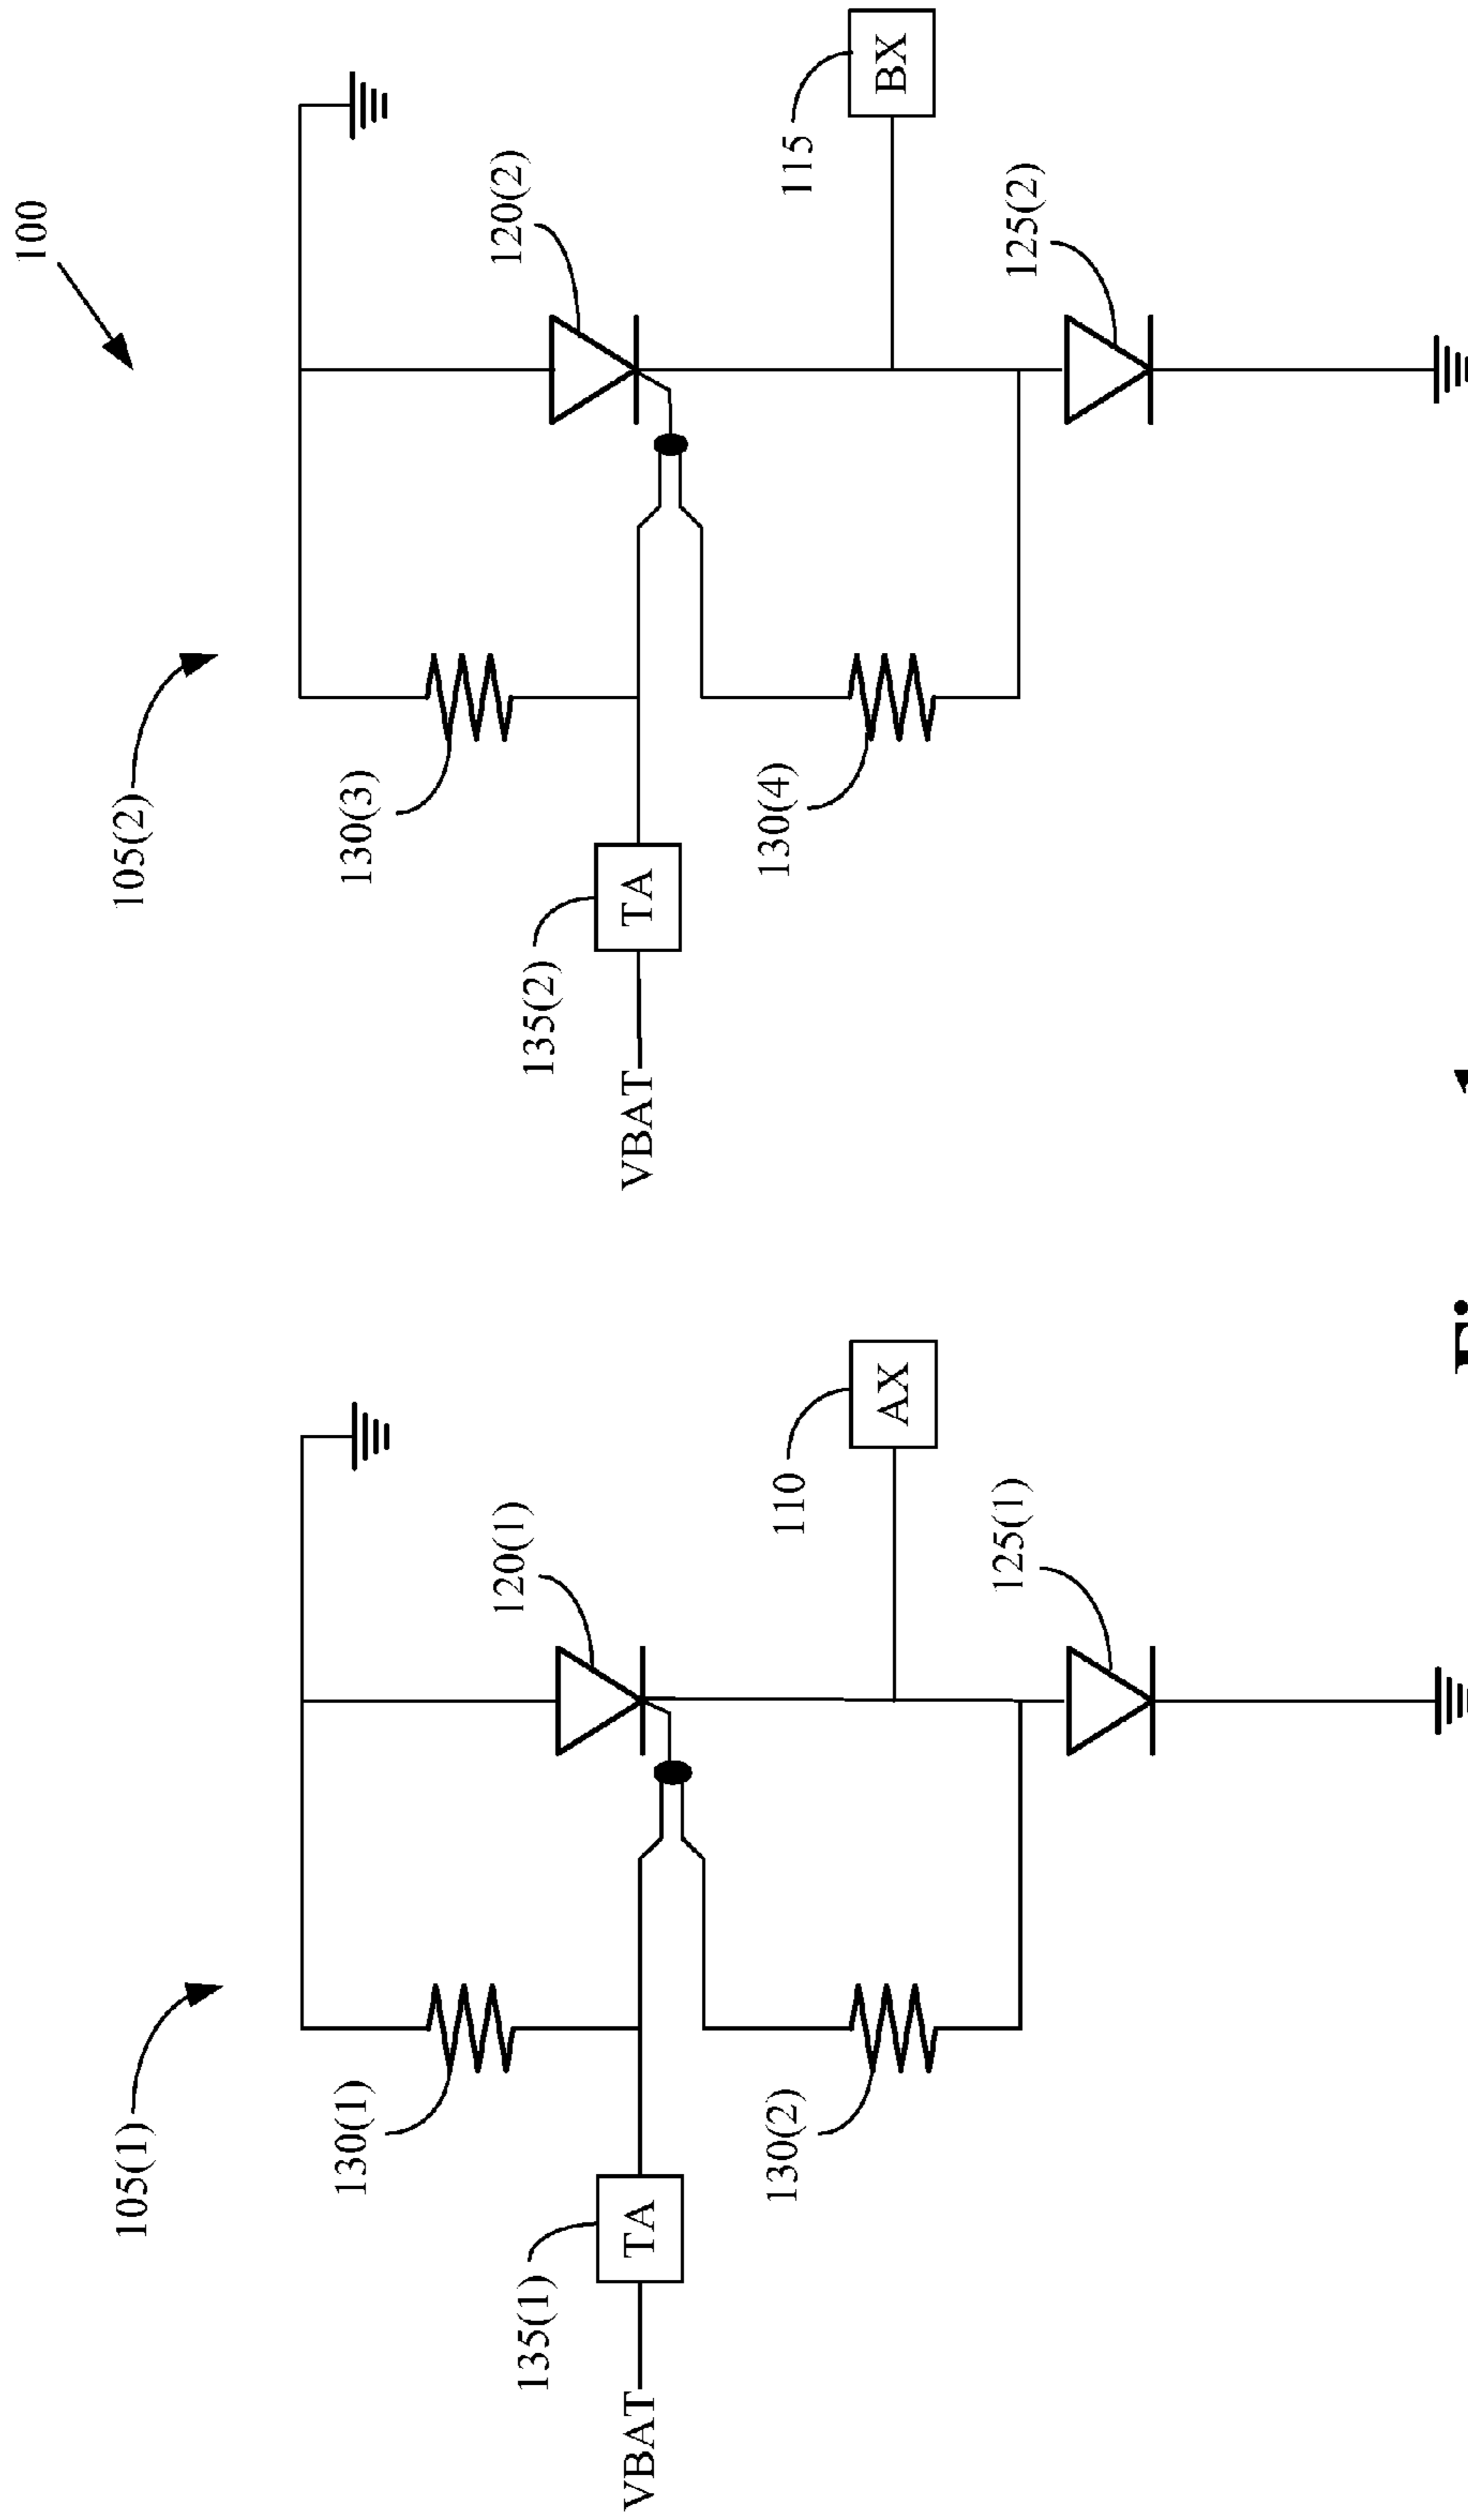 100
105(1)
105(2)
120(1)
120(2)
130(1)
130(3)
135(1)
135(2)
VBAT
TA
VBAT
TA
110
AX
115
BX
130(2)
130(4)
125(1)
125(2)